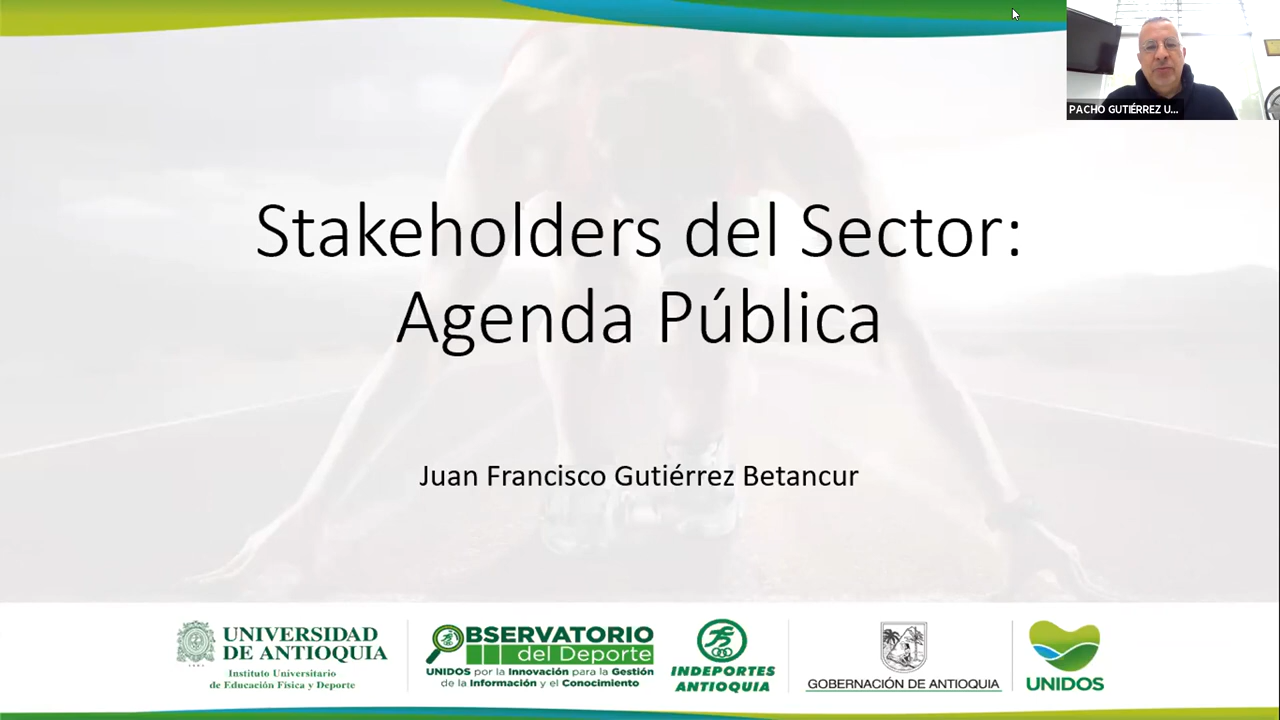 PACHO GUTIÉRREZ U...
Stakeholders del Sector:
Agenda Pública
Juan Francisco Gutiérrez Betancur
UNIVERSIDAD
DE ANTIOQUIA
Instituto Universitario
de Educación Física y Deporte
OBSERVATORIO
del Deporte
UNIDOS por la Innovación para la Gestión
de la Información y el Conocimiento
INDEPORTES
ANTIOQUIA
GOBERNACIÓN DE ANTIOQUIA
UNIDOS